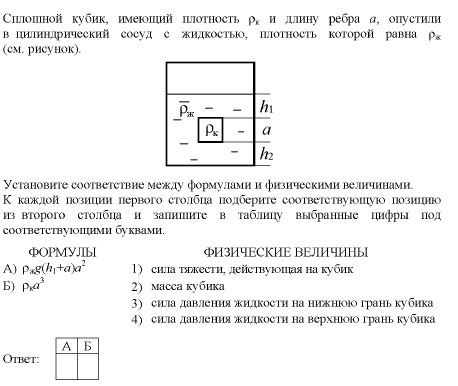 Сплошной кубик, имеющий плотность ρк и длину ребра a, опустили
в цилиндрический сосуд с жидкостью, плотность которой равна ρж
(см. рисунок).
ρж
h1
ρк
a
h2
Установите соответствие между формулами и физическими величинами.
К каждой позиции первого столбца подберите соответствующую позицию
из второго столбца и запишите в таблицу выбранные цифры под
соответствующими буквами.
ФОРМУЛЫ ФИЗИЧЕСКИЕ ВЕЛИЧИНЫ
А) ρжg(h1+a)a² 1) сила тяжести, действующая на кубик
Б) ρкa³ 2) масса кубика
3) сила давления жидкости на нижнюю грань кубика
4) сила давления жидкости на верхнюю грань кубика
А Б
Ответ: